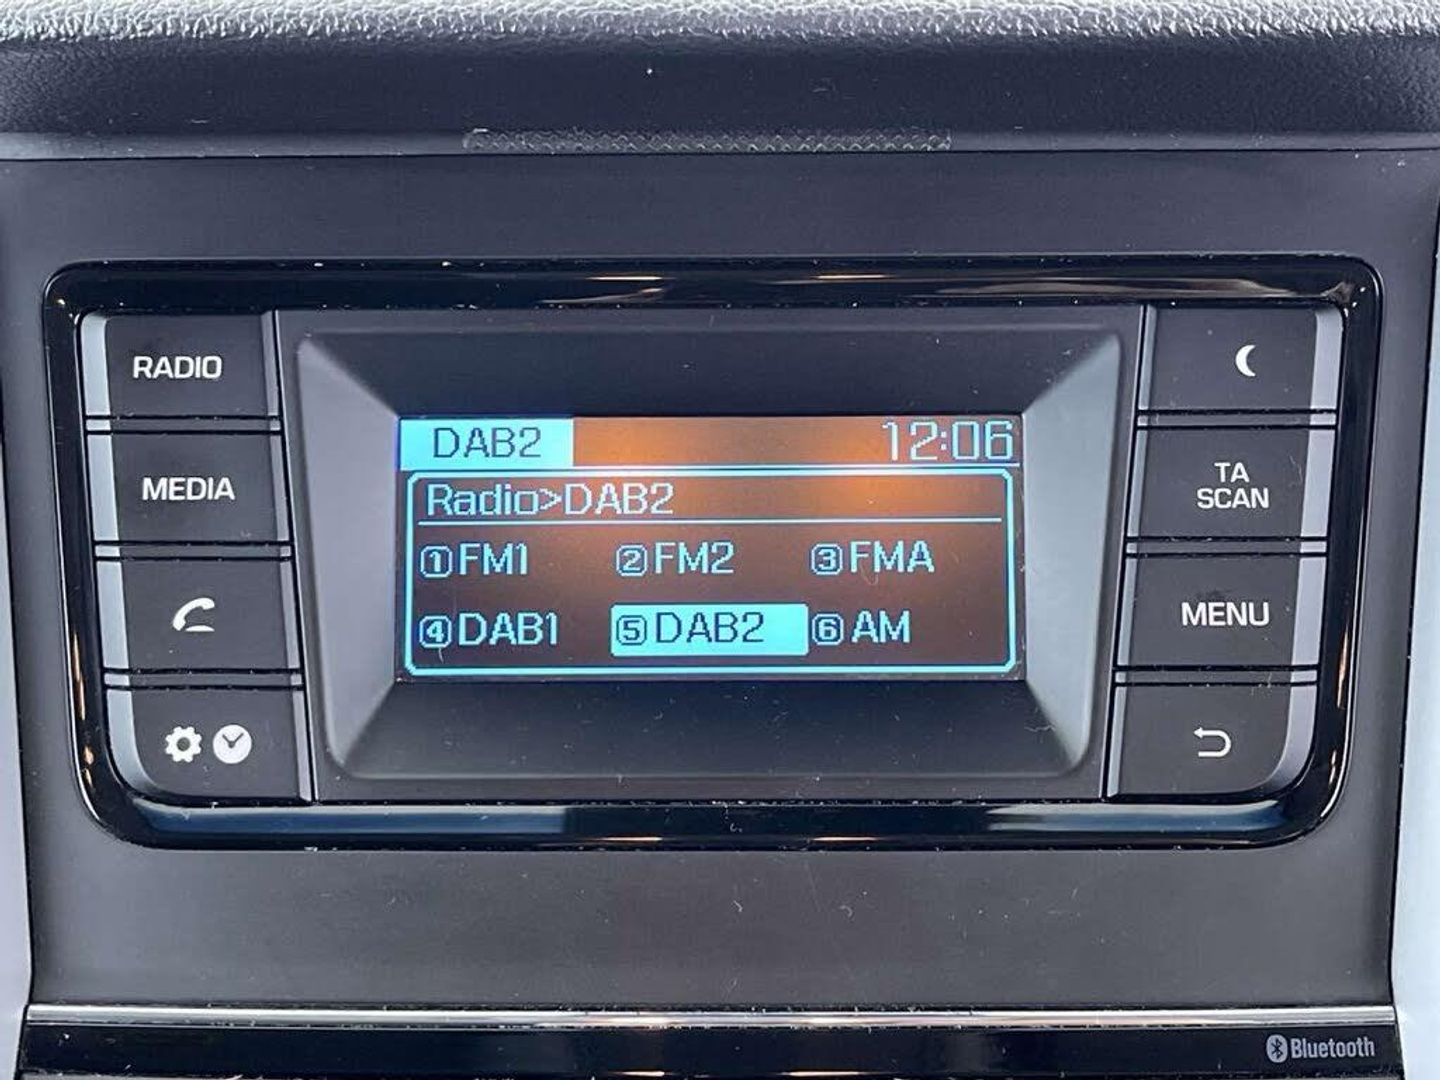 RADIO
MEDIA
DAB2 12:06
Radio>DAB2
①FM1 ②FM2 ③FMA
④DAB1 ⑤DAB2 ⑥AM
TA
SCAN
MENU
Bluetooth